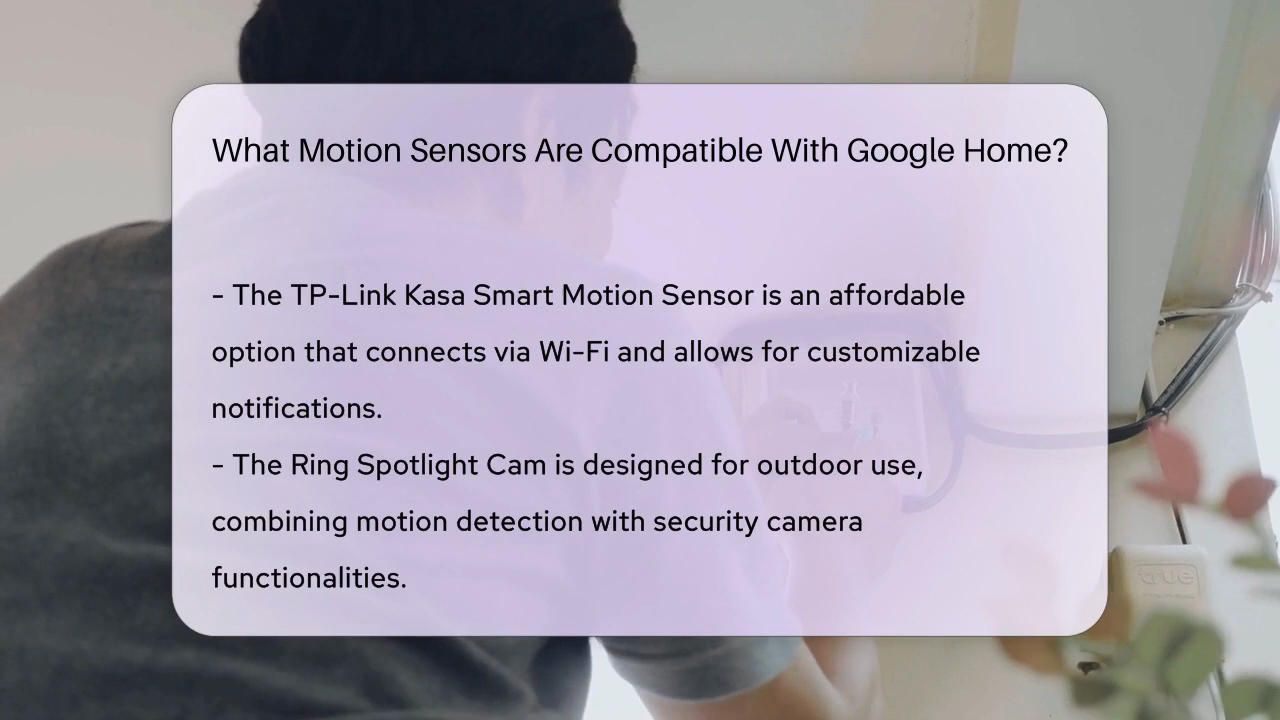 What Motion Sensors Are Compatible With Google Home?
- The TP-Link Kasa Smart Motion Sensor is an affordable
option that connects via Wi-Fi and allows for customizable
notifications.
- The Ring Spotlight Cam is designed for outdoor use,
combining motion detection with security camera
functionalities.
true